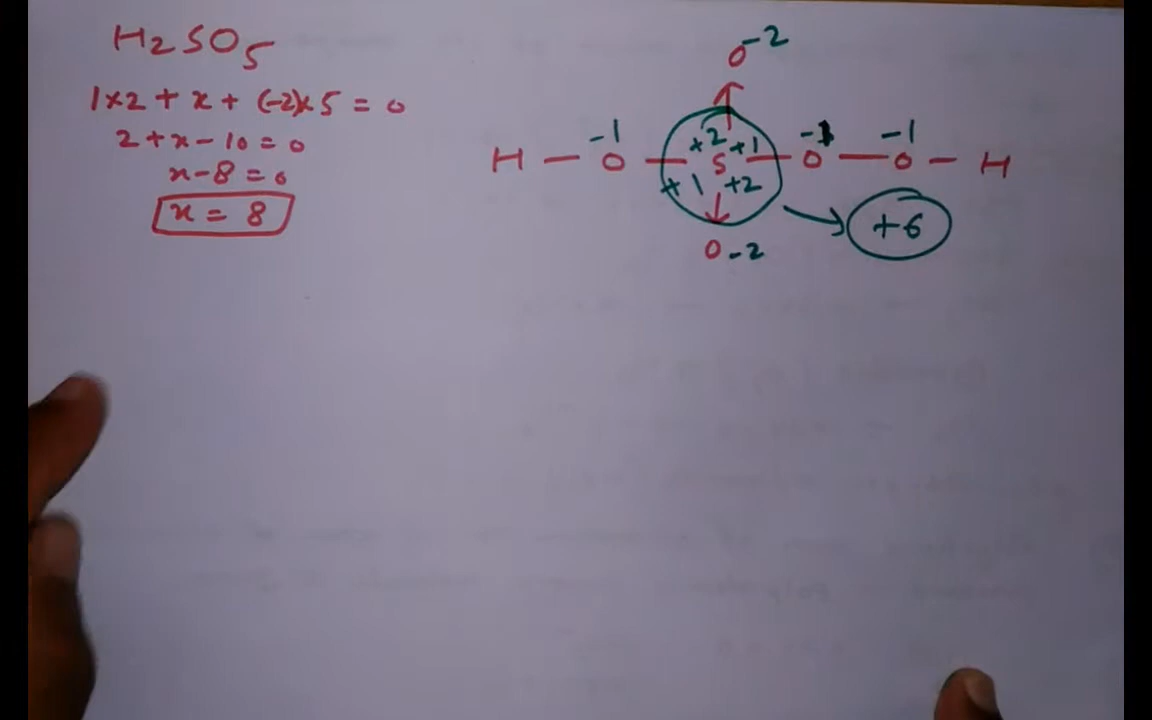 H2SO5
1×2 + x + (-2)×5 = 0
2 + x - 10 = 0
x - 8 = 0
x = 8
O -2
-1 -1 -1
+2 +1
H — O — S — O — O — H
+1 +2
+6
O -2